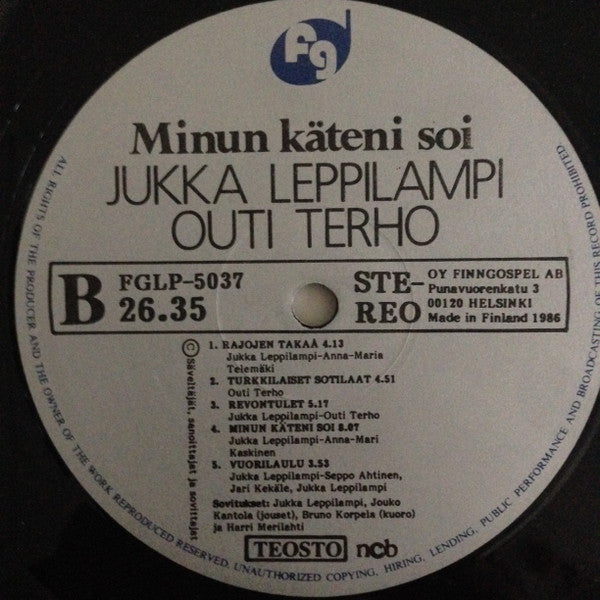 fg
Minun käteni soi
JUKKA LEPPILAMPI
OUTI TERHO
B
FGLP-5037
26.35
STE-
REO
OY FINNGOSPEL AB
Punavuorenkatu 3
00120 HELSINKI
Made in Finland 1986
1. RAJOJEN TAKAA 4.13
Jukka Leppilampi-Anna-Maria
Telemäki
2. TURKKILAISET SOTILAAT 4.51
Outi Terho
3. REVONTULET 5.17
Jukka Leppilampi-Outi Terho
4. MINUN KÄTENI SOI 8.07
Jukka Leppilampi-Anna-Mari
Kaskinen
5. VUORILAULU 3.53
Jukka Leppilampi-Seppo Ahtinen,
Jari Kekäle, Jukka Leppilampi
Sovitukset: Jukka Leppilampi, Jouko
Kantola (jouset), Bruno Korpela (kuoro)
ja Harri Merilahti
© Säveltäjät, sanoittajat ja sovittajat
TEOSTO ncb
ALL RIGHTS OF THE PRODUCER AND THE OWNER OF THE WORK REPRODUCED RESERVED. UNAUTHORIZED COPYING, HIRING, LENDING, PUBLIC PERFORMANCE AND BROADCASTING OF THIS RECORD PROHIBITED